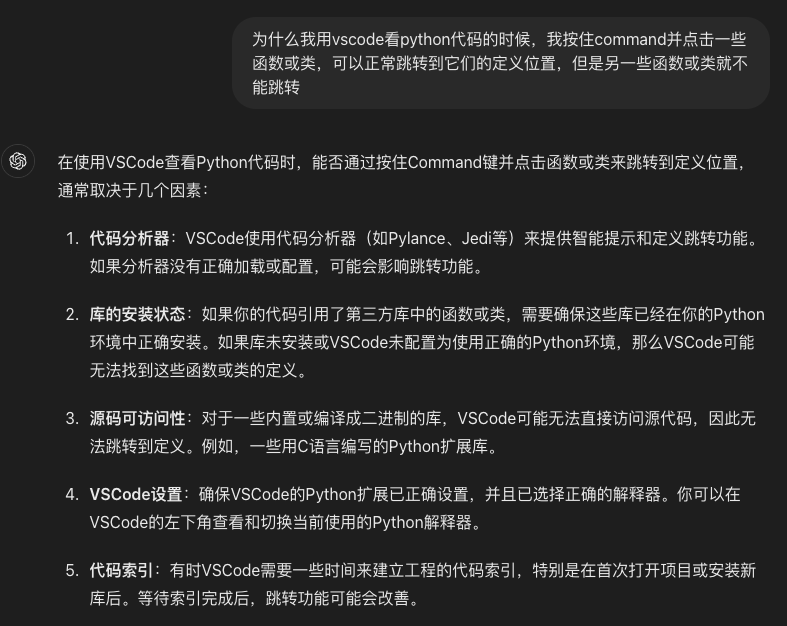 为什么我用vscode看python代码的时候，我按住command并点击一些
函数或类，可以正常跳转到它们的定义位置，但是另一些函数或类就不
能跳转
在使用VSCode查看Python代码时，能否通过按住Command键并点击函数或类来跳转到定义位置，
通常取决于几个因素：
1. 代码分析器：VSCode使用代码分析器（如Pylance、Jedi等）来提供智能提示和定义跳转功能。
如果分析器没有正确加载或配置，可能会影响跳转功能。
2. 库的安装状态：如果你的代码引用了第三方库中的函数或类，需要确保这些库已经在你的Python
环境中正确安装。如果库未安装或VSCode未配置为使用正确的Python环境，那么VSCode可能
无法找到这些函数或类的定义。
3. 源码可访问性：对于一些内置或编译成二进制的库，VSCode可能无法直接访问源代码，因此无
法跳转到定义。例如，一些用C语言编写的Python扩展库。
4. VSCode设置：确保VSCode的Python扩展已正确设置，并且已选择正确的解释器。你可以在
VSCode的左下角查看和切换当前使用的Python解释器。
5. 代码索引：有时VSCode需要一些时间来建立工程的代码索引，特别是在首次打开项目或安装新
库后。等待索引完成后，跳转功能可能会改善。